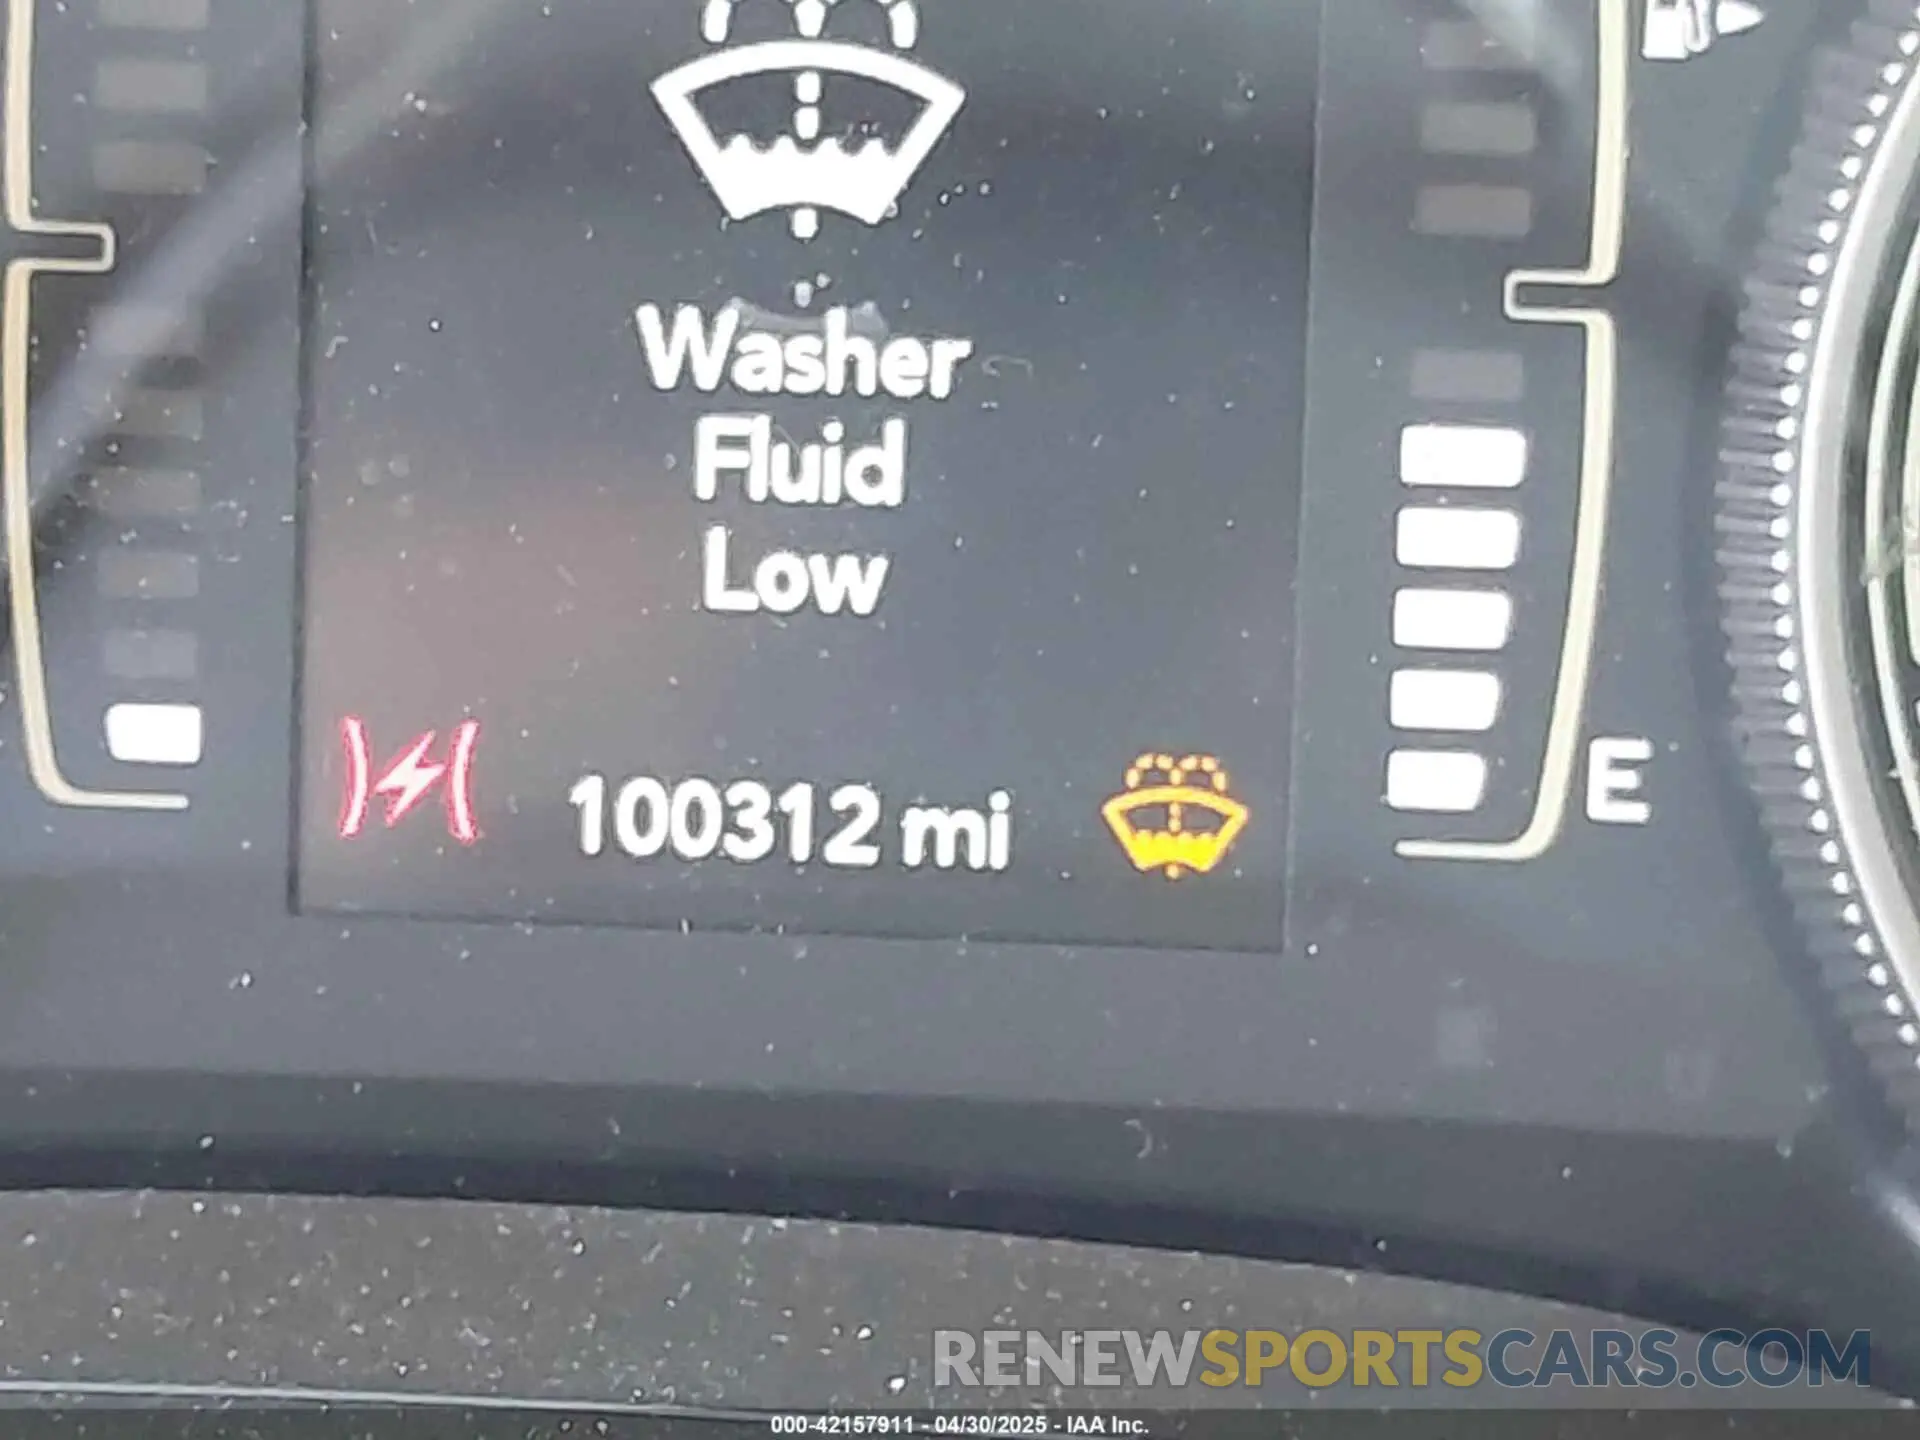 Washer
Fluid
Low
100312 mi
E
RENEWSPORTSCARS.COM
000-42157911 - 04/30/2025 - IAA Inc.